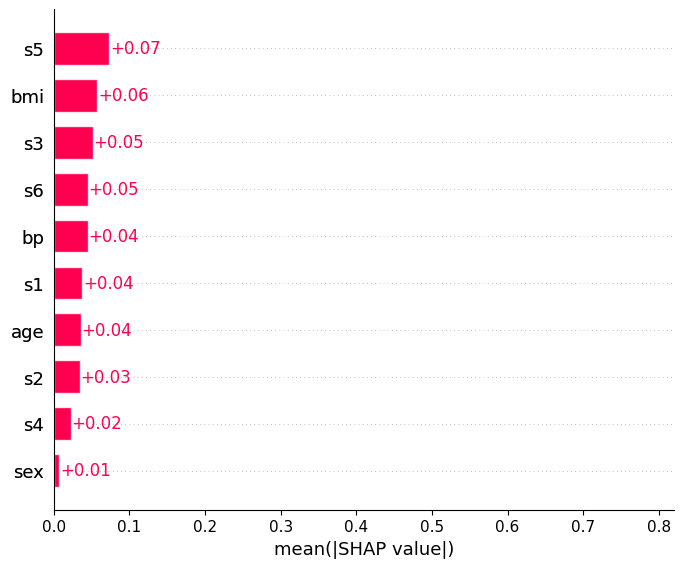 s5 +0.07
bmi +0.06
s3 +0.05
s6 +0.05
bp +0.04
s1 +0.04
age +0.04
s2 +0.03
s4 +0.02
sex +0.01
0.0 0.1 0.2 0.3 0.4 0.5 0.6 0.7 0.8
mean(|SHAP value|)